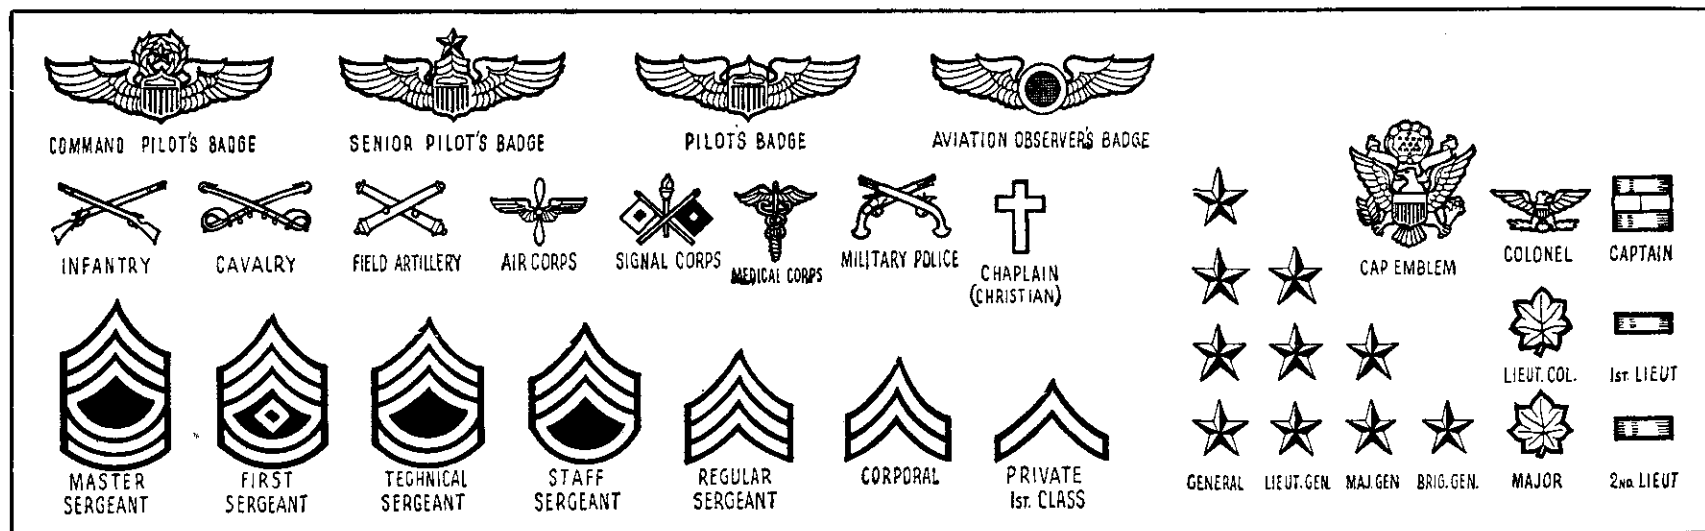 COMMAND PILOT'S BADGE
SENIOR PILOT'S BADGE
PILOT'S BADGE
AVIATION OBSERVER'S BADGE
INFANTRY
CAVALRY
FIELD ARTILLERY
AIR CORPS
SIGNAL CORPS
MEDICAL CORPS
MILITARY POLICE
CHAPLAIN
(CHRISTIAN)
CAP EMBLEM
COLONEL
CAPTAIN
LIEUT. COL.
1ST. LIEUT
MASTER
SERGEANT
FIRST
SERGEANT
TECHNICAL
SERGEANT
STAFF
SERGEANT
REGULAR
SERGEANT
CORPORAL
PRIVATE
1ST. CLASS
GENERAL
LIEUT. GEN.
MAJ. GEN
BRIG. GEN.
MAJOR
2ND. LIEUT